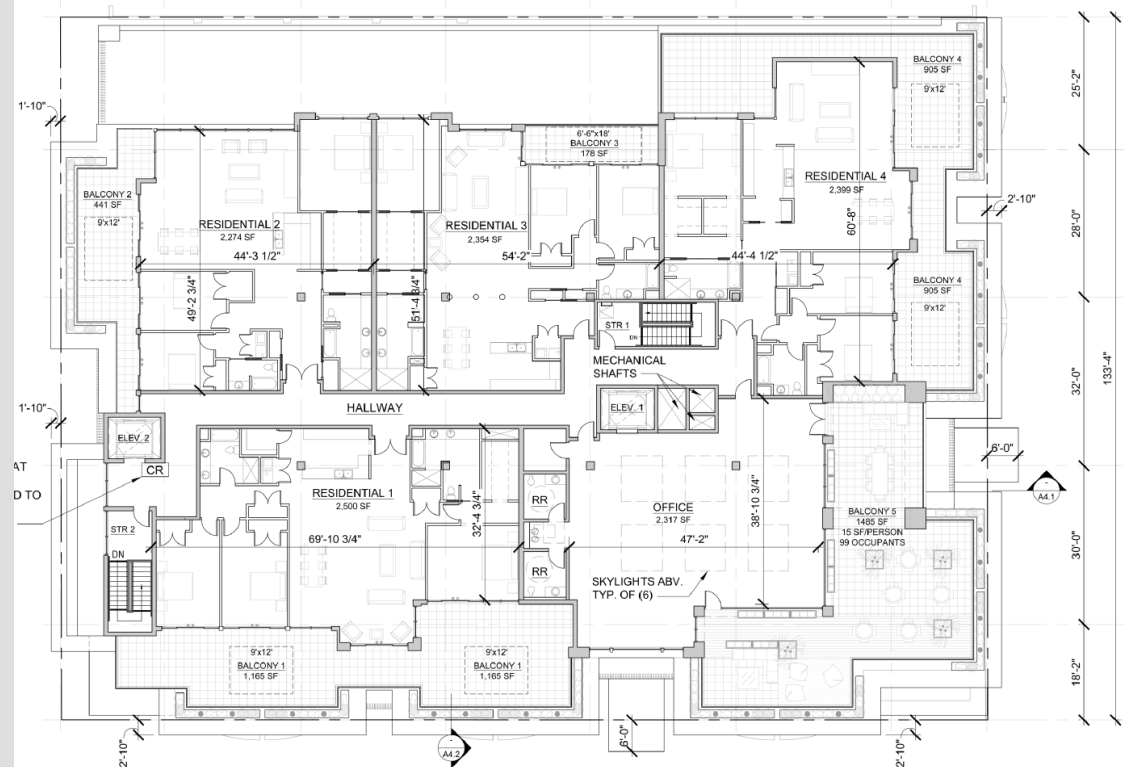 BALCONY 4
905 SF
9'x12'
25'-2"
1'-10"
6'-6"x18'
BALCONY 3
178 SF
BALCONY 2
441 SF
9'x12'
RESIDENTIAL 2
2,274 SF
44'-3 1/2"
49'-2 3/4"
RESIDENTIAL 3
2,354 SF
54'-2"
51'-4 3/4"
RESIDENTIAL 4
2,399 SF
60'-8"
44'-4 1/2"
2'-10"
28'-0"
BALCONY 4
905 SF
9'x12'
STR 1
DN
MECHANICAL
SHAFTS
32'-0"
133'-4"
1'-10"
HALLWAY
ELEV. 1
ELEV. 2
CR
AT
D TO
6'-0"
A4.1
RESIDENTIAL 1
2,500 SF
32'-4 3/4"
69'-10 3/4"
RR
RR
OFFICE
2,317 SF
38'-10 3/4"
47'-2"
BALCONY 5
1485 SF
15 SF/PERSON
99 OCCUPANTS
30'-0"
STR 2
DN
SKYLIGHTS ABV.
TYP. OF (6)
9'x12'
BALCONY 1
1,165 SF
9'x12'
BALCONY 1
1,165 SF
18'-2"
2'-10"
A4.2
6'-0"
2'-10"